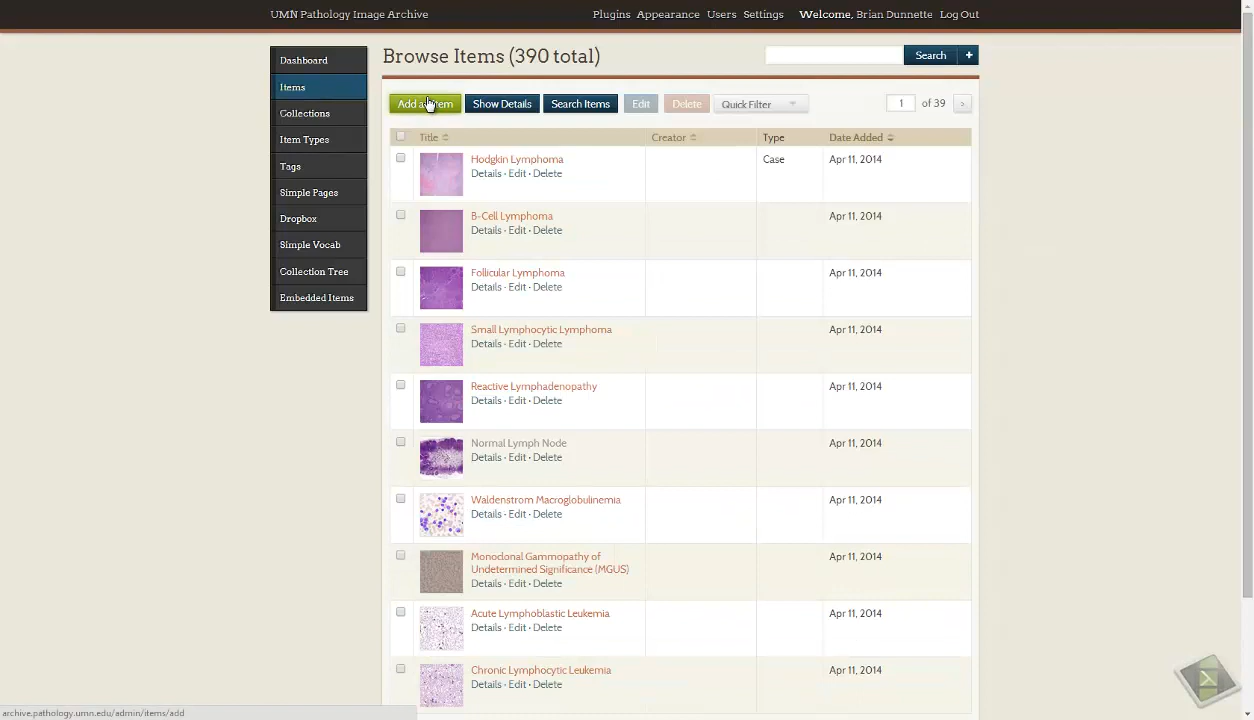 UMN Pathology Image Archive
Plugins Appearance Users Settings Welcome, Brian Dunnette Log Out
Dashboard
Items
Collections
Item Types
Tags
Simple Pages
Dropbox
Simple Vocab
Collection Tree
Embedded Items
Browse Items (390 total)
Search +
Add an Item Show Details Search Items Edit Delete Quick Filter 1 of 39 >
Title Creator Type Date Added
Hodgkin Lymphoma Case Apr 11, 2014
Details · Edit · Delete
B-Cell Lymphoma Apr 11, 2014
Details · Edit · Delete
Follicular Lymphoma Apr 11, 2014
Details · Edit · Delete
Small Lymphocytic Lymphoma Apr 11, 2014
Details · Edit · Delete
Reactive Lymphadenopathy Apr 11, 2014
Details · Edit · Delete
Normal Lymph Node Apr 11, 2014
Details · Edit · Delete
Waldenstrom Macroglobulinemia Apr 11, 2014
Details · Edit · Delete
Monoclonal Gammopathy of Apr 11, 2014
Undetermined Significance (MGUS)
Details · Edit · Delete
Acute Lymphoblastic Leukemia Apr 11, 2014
Details · Edit · Delete
Chronic Lymphocytic Leukemia Apr 11, 2014
Details · Edit · Delete
archive.pathology.umn.edu/admin/items/add